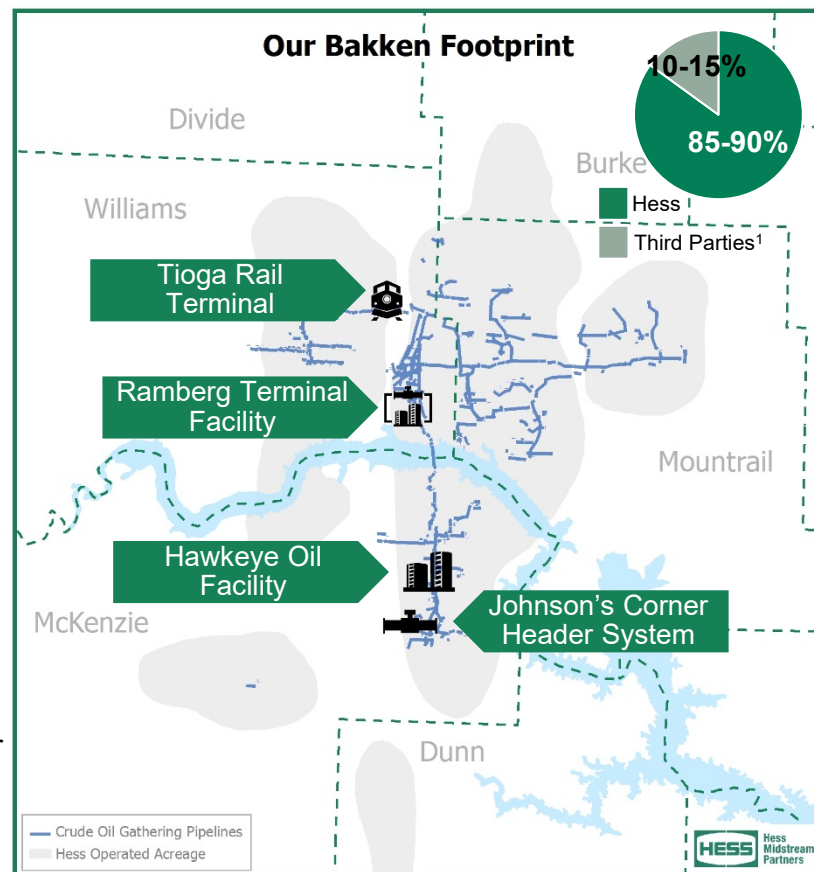 Our Bakken Footprint
10-15%
85-90%
Hess
Third Parties¹
Divide
Burke
Williams
Tioga Rail
Terminal
Ramberg Terminal
Facility
Mountrail
Hawkeye Oil
Facility
Johnson’s Corner
Header System
McKenzie
Dunn
Crude Oil Gathering Pipelines
Hess Operated Acreage
HESS
Hess
Midstream
Partners